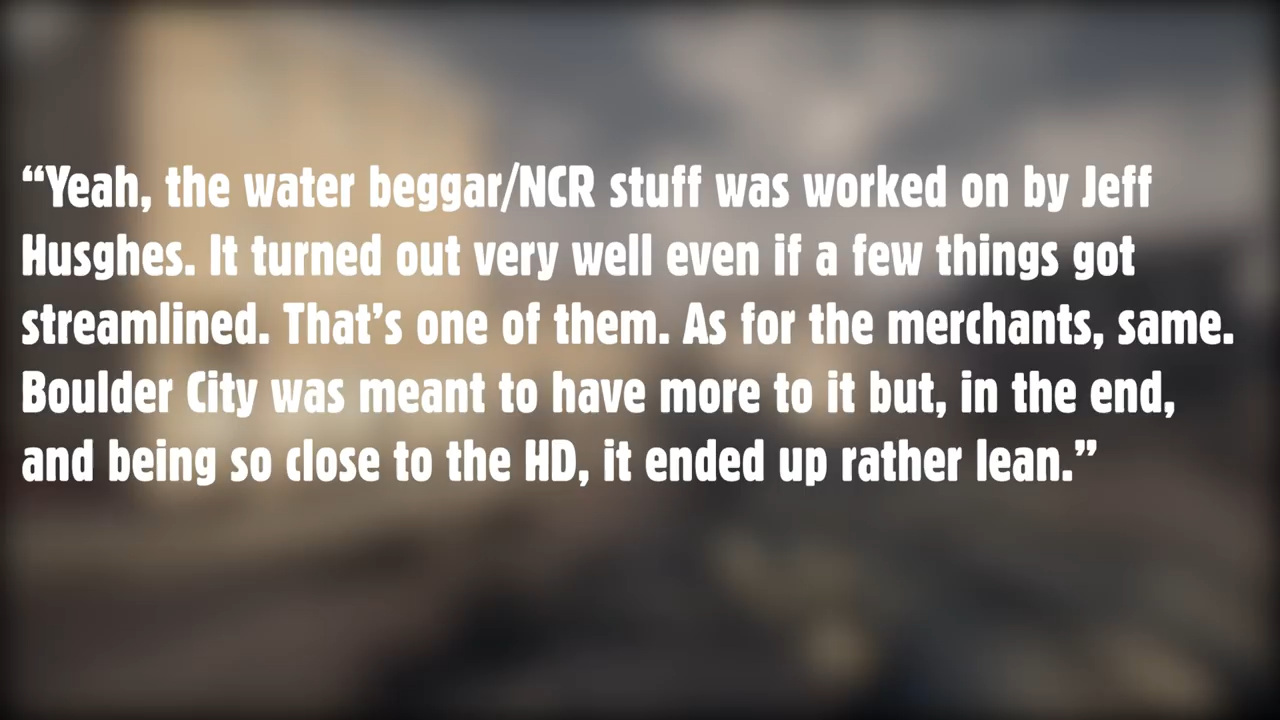 “Yeah, the water beggar/NCR stuff was worked on by Jeff
Husghes. It turned out very well even if a few things got
streamlined. That’s one of them. As for the merchants, same.
Boulder City was meant to have more to it but, in the end,
and being so close to the HD, it ended up rather lean.”